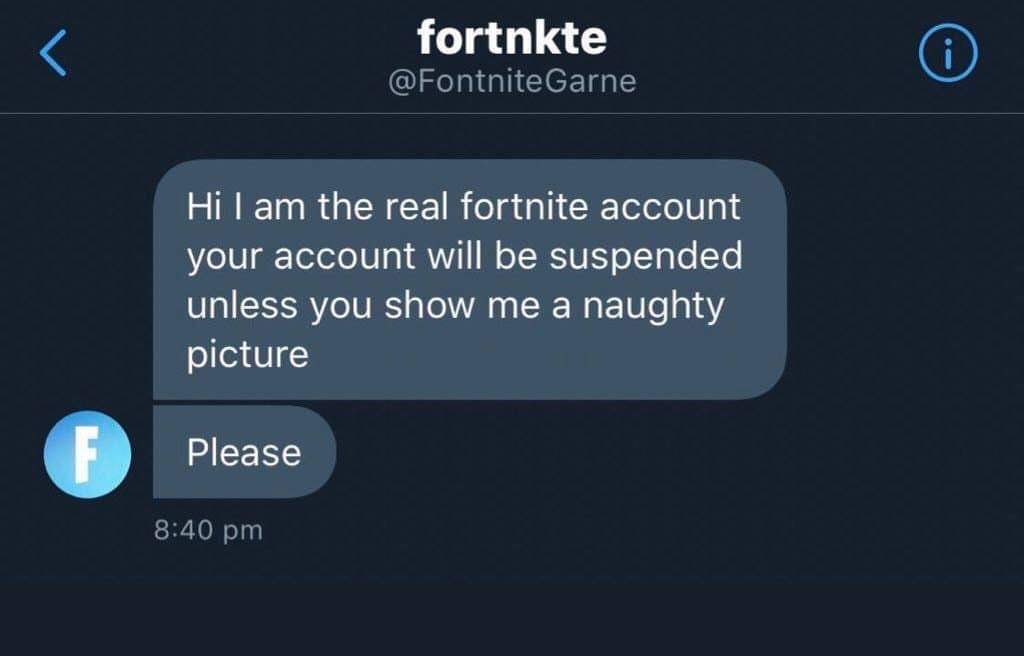 fortnkte
@FontniteGarne
Hi I am the real fortnite account
your account will be suspended
unless you show me a naughty
picture
F
Please
8:40 pm